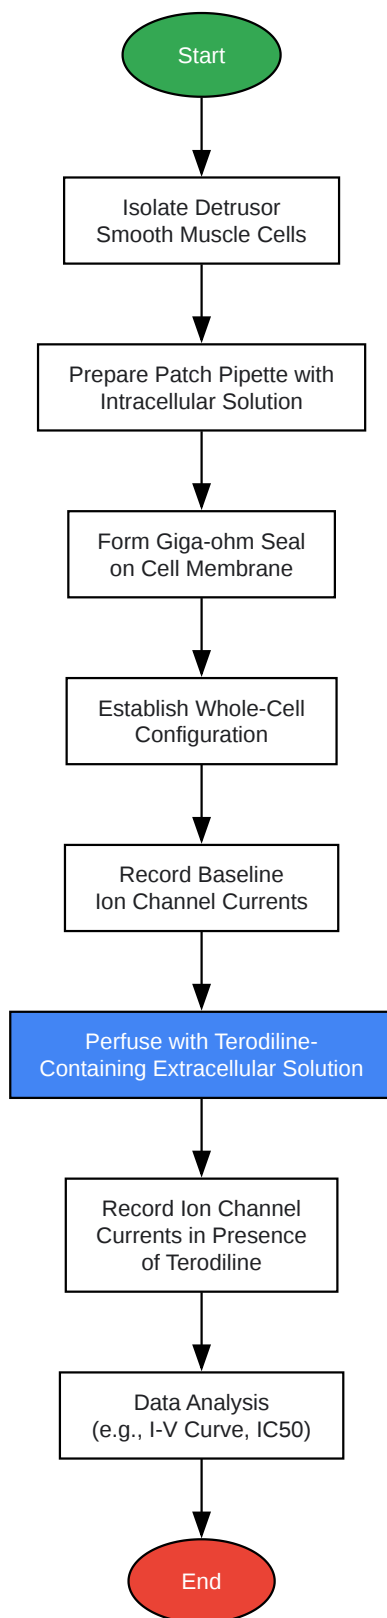 Start
Isolate Detrusor
Smooth Muscle Cells
Prepare Patch Pipette with
Intracellular Solution
Form Giga-ohm Seal
on Cell Membrane
Establish Whole-Cell
Configuration
Record Baseline
Ion Channel Currents
Perfuse with Terodiline-
Containing Extracellular Solution
Record Ion Channel
Currents in Presence
of Terodiline
Data Analysis
(e.g., I-V Curve, IC50)
End